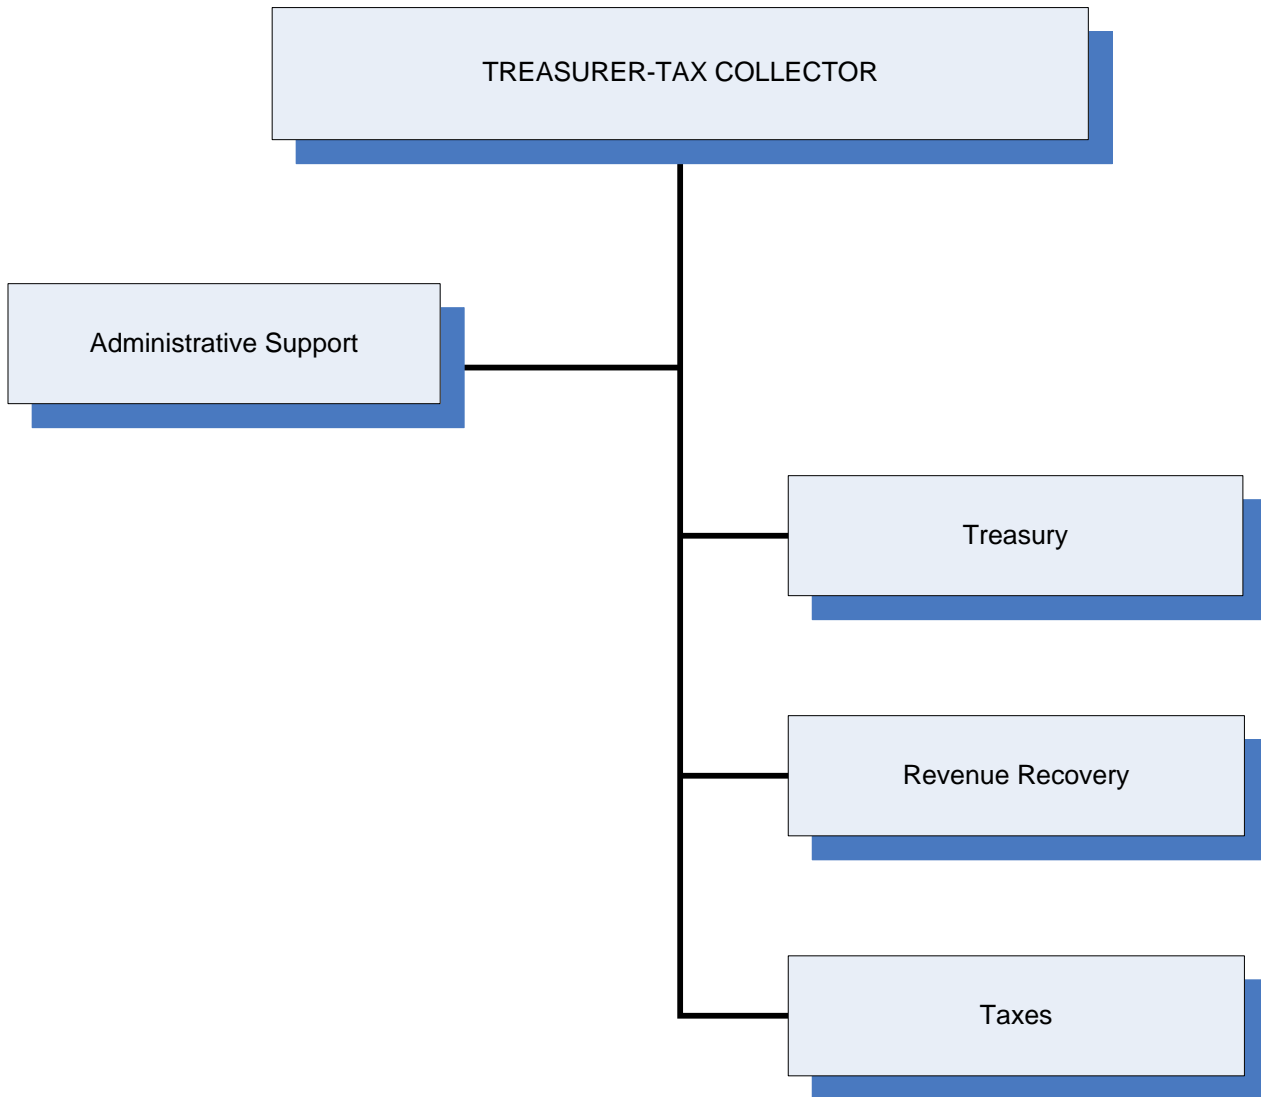 TREASURER-TAX COLLECTOR
Administrative Support
Treasury
Revenue Recovery
Taxes